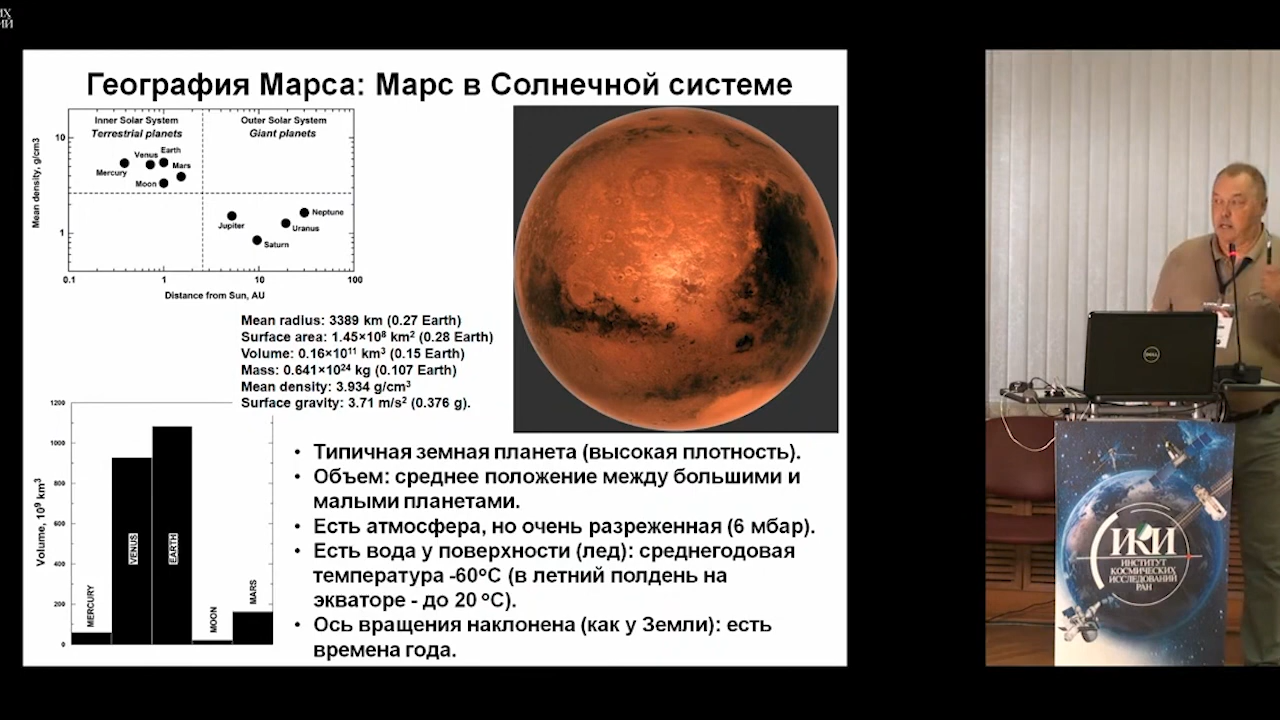 ИХ
ИЙ
География Марса: Марс в Солнечной системе
Inner Solar System
Terrestrial planets
Outer Solar System
Giant planets
Mean density, g/cm3
10
1
Mercury
Venus
Earth
Mars
Moon
Jupiter
Saturn
Uranus
Neptune
0.1
1
10
100
Distance from Sun, AU
Mean radius: 3389 km (0.27 Earth)
Surface area: 1.45×10⁸ km² (0.28 Earth)
Volume: 0.16×10¹¹ km³ (0.15 Earth)
Mass: 0.641×10²⁴ kg (0.107 Earth)
Mean density: 3.934 g/cm³
Surface gravity: 3.71 m/s² (0.376 g).
Volume, 10⁹ km³
1200
1000
800
600
400
200
0
MERCURY
VENUS
EARTH
MOON
MARS
• Типичная земная планета (высокая плотность).
• Объем: среднее положение между большими и
малыми планетами.
• Есть атмосфера, но очень разреженная (6 мбар).
• Есть вода у поверхности (лед): среднегодовая
температура -60ºС (в летний полдень на
экваторе - до 20 ºС).
• Ось вращения наклонена (как у Земли): есть
времена года.
DELL
ИКИ
ИНСТИТУТ
КОСМИЧЕСКИХ
ИССЛЕДОВАНИЙ
РАН